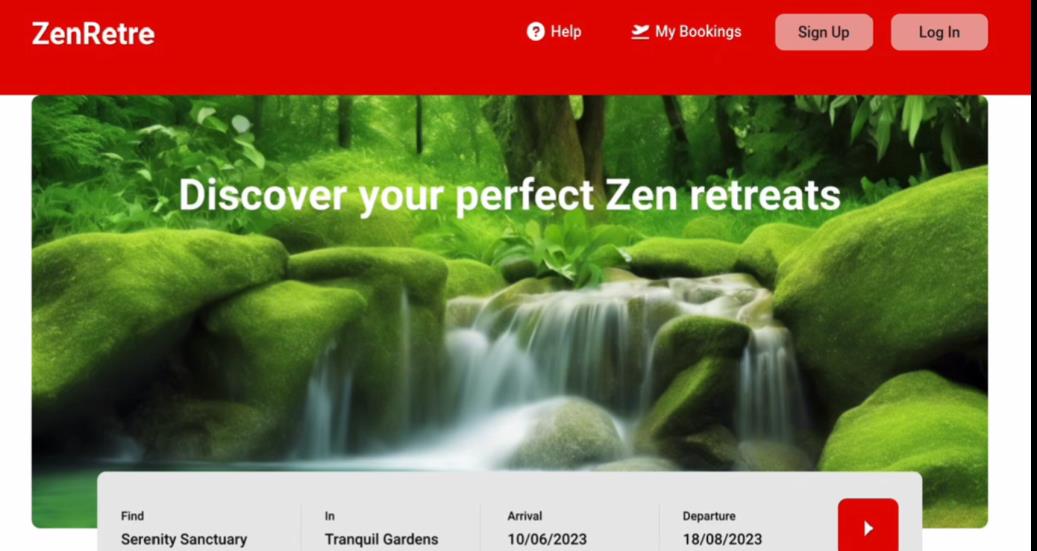 ZenRetre
Help
My Bookings
Sign Up
Log In
Discover your perfect Zen retreats
Find
Serenity Sanctuary
In
Tranquil Gardens
Arrival
10/06/2023
Departure
18/08/2023